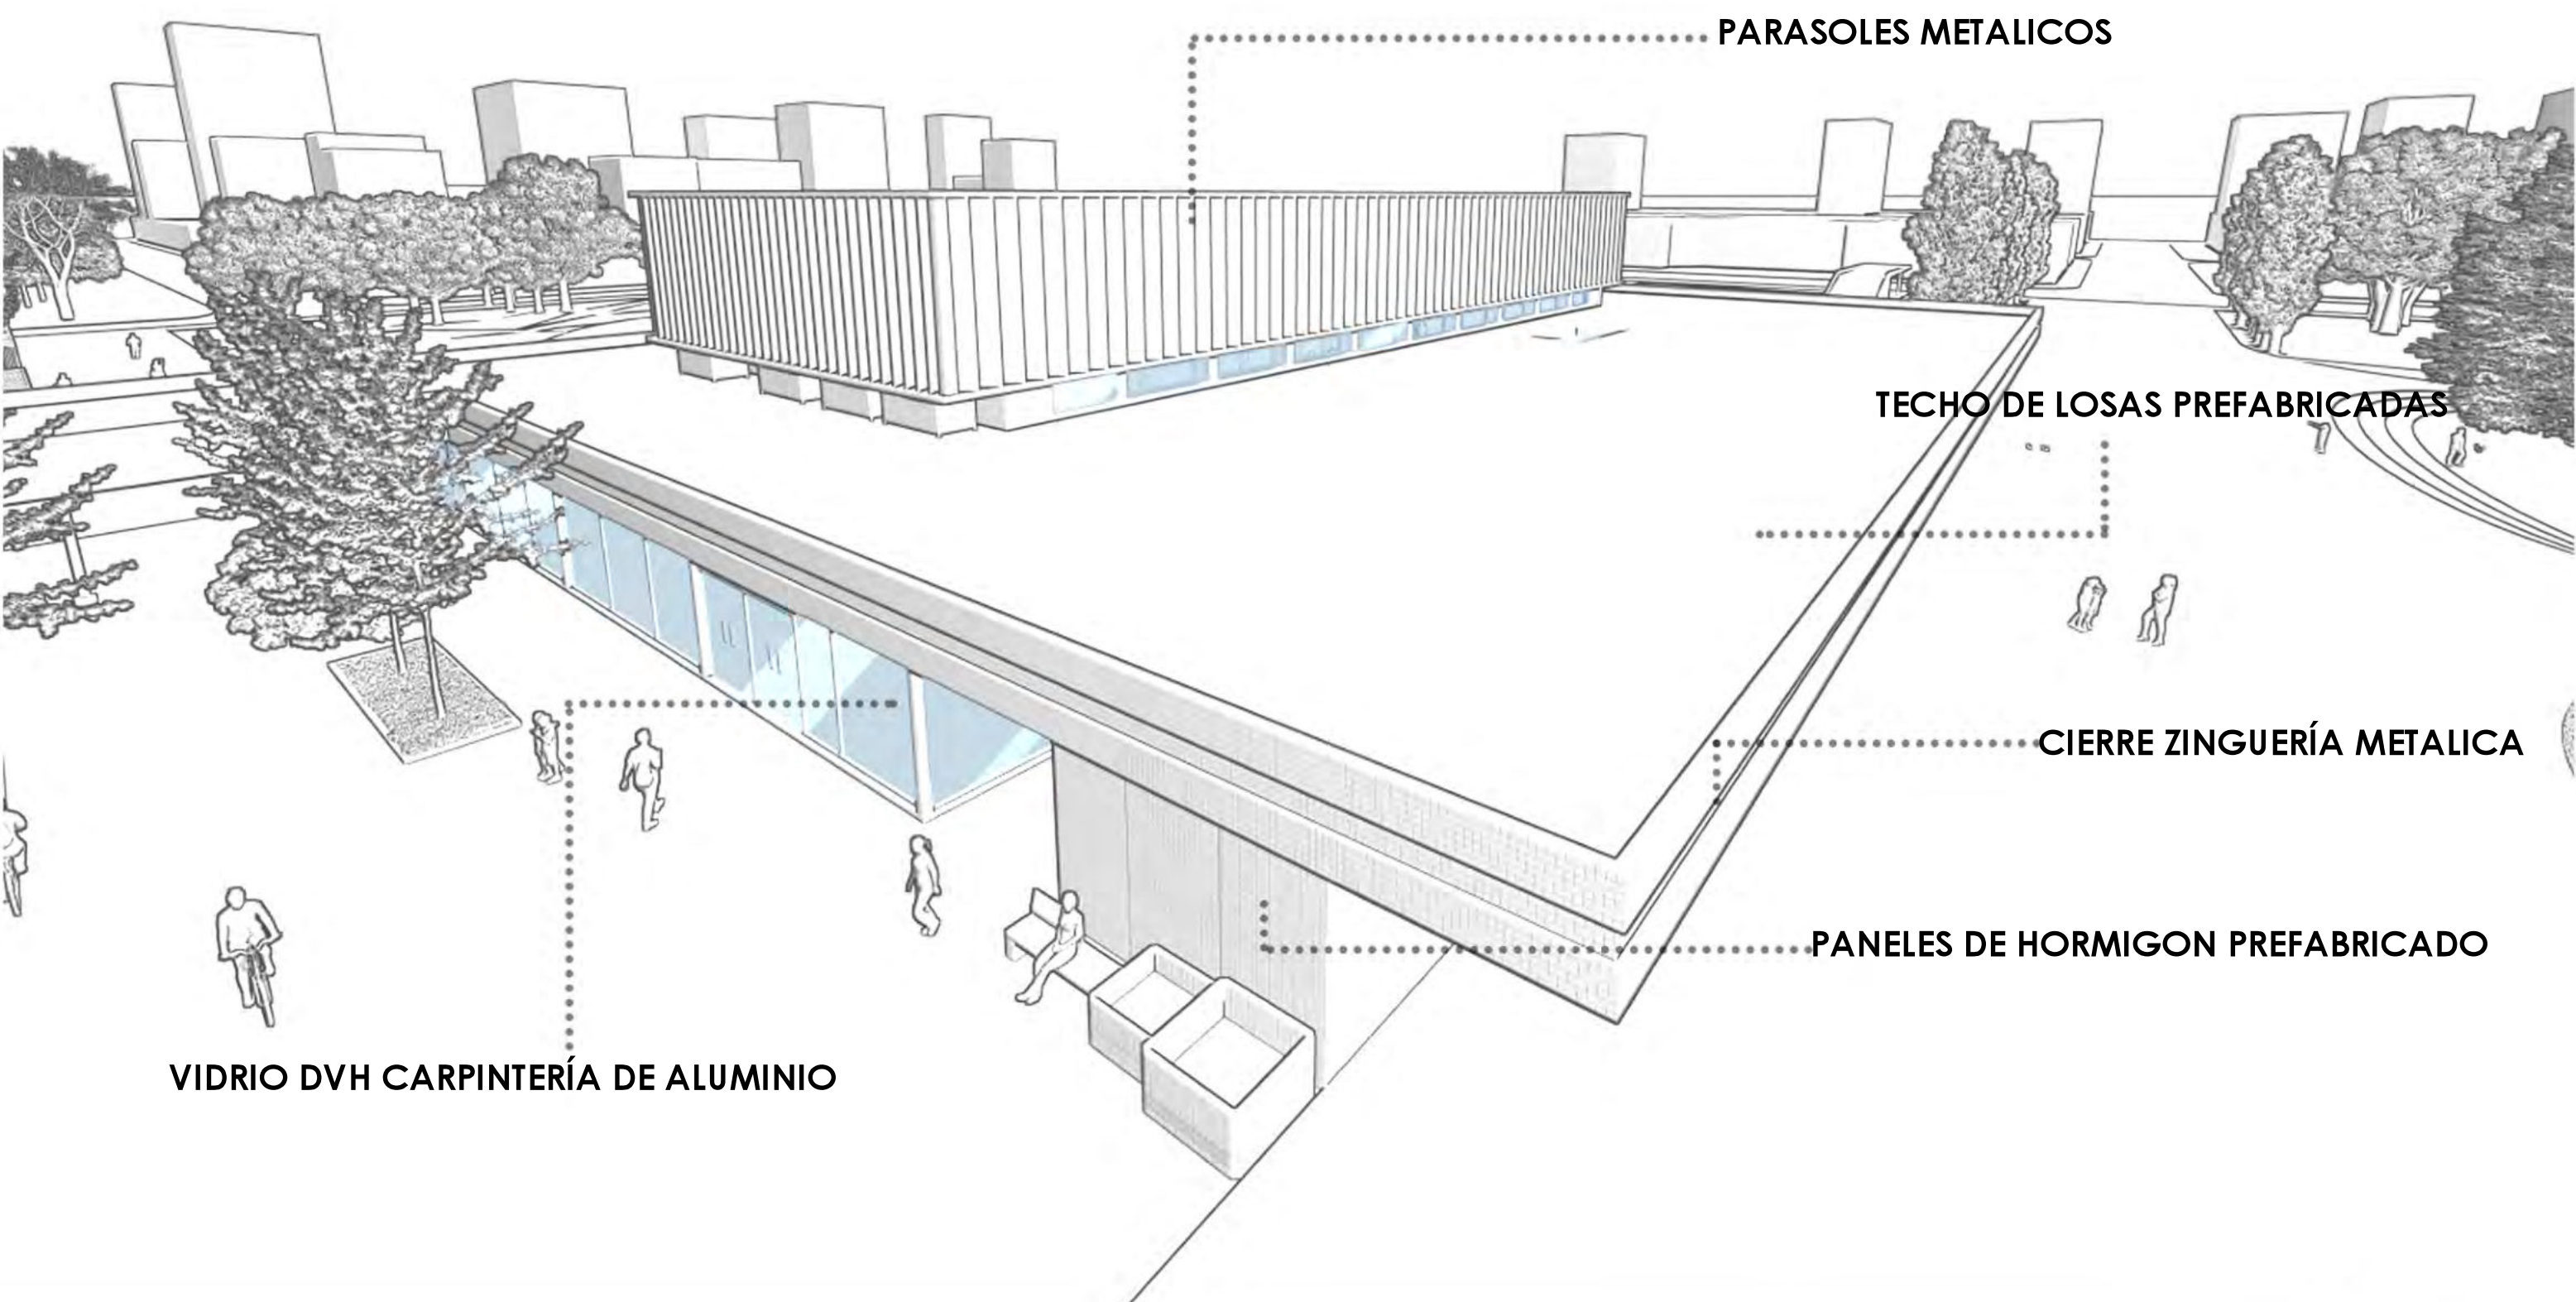 PARASOLES METALICOS
TECHO DE LOSAS PREFABRICADAS
CIERRE ZINGUERÍA METALICA
PANELES DE HORMIGON PREFABRICADO
VIDRIO DVH CARPINTERÍA DE ALUMINIO